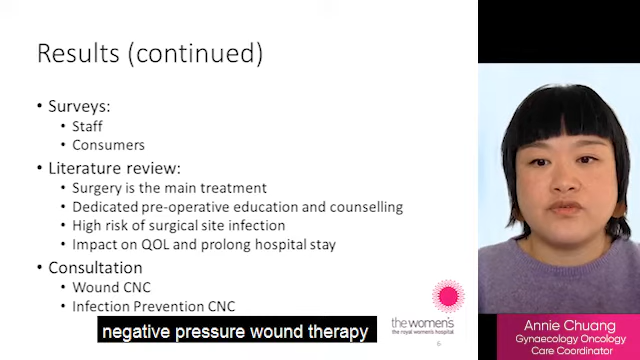 Results (continued)
• Surveys:
• Staff
• Consumers
• Literature review:
• Surgery is the main treatment
• Dedicated pre-operative education and counselling
• High risk of surgical site infection
• Impact on QOL and prolong hospital stay
• Consultation
• Wound CNC
• Infection Prevention CNC
negative pressure wound therapy
the women's
the royal women's hospital
6
Annie Chuang
Gynaecology Oncology
Care Coordinator